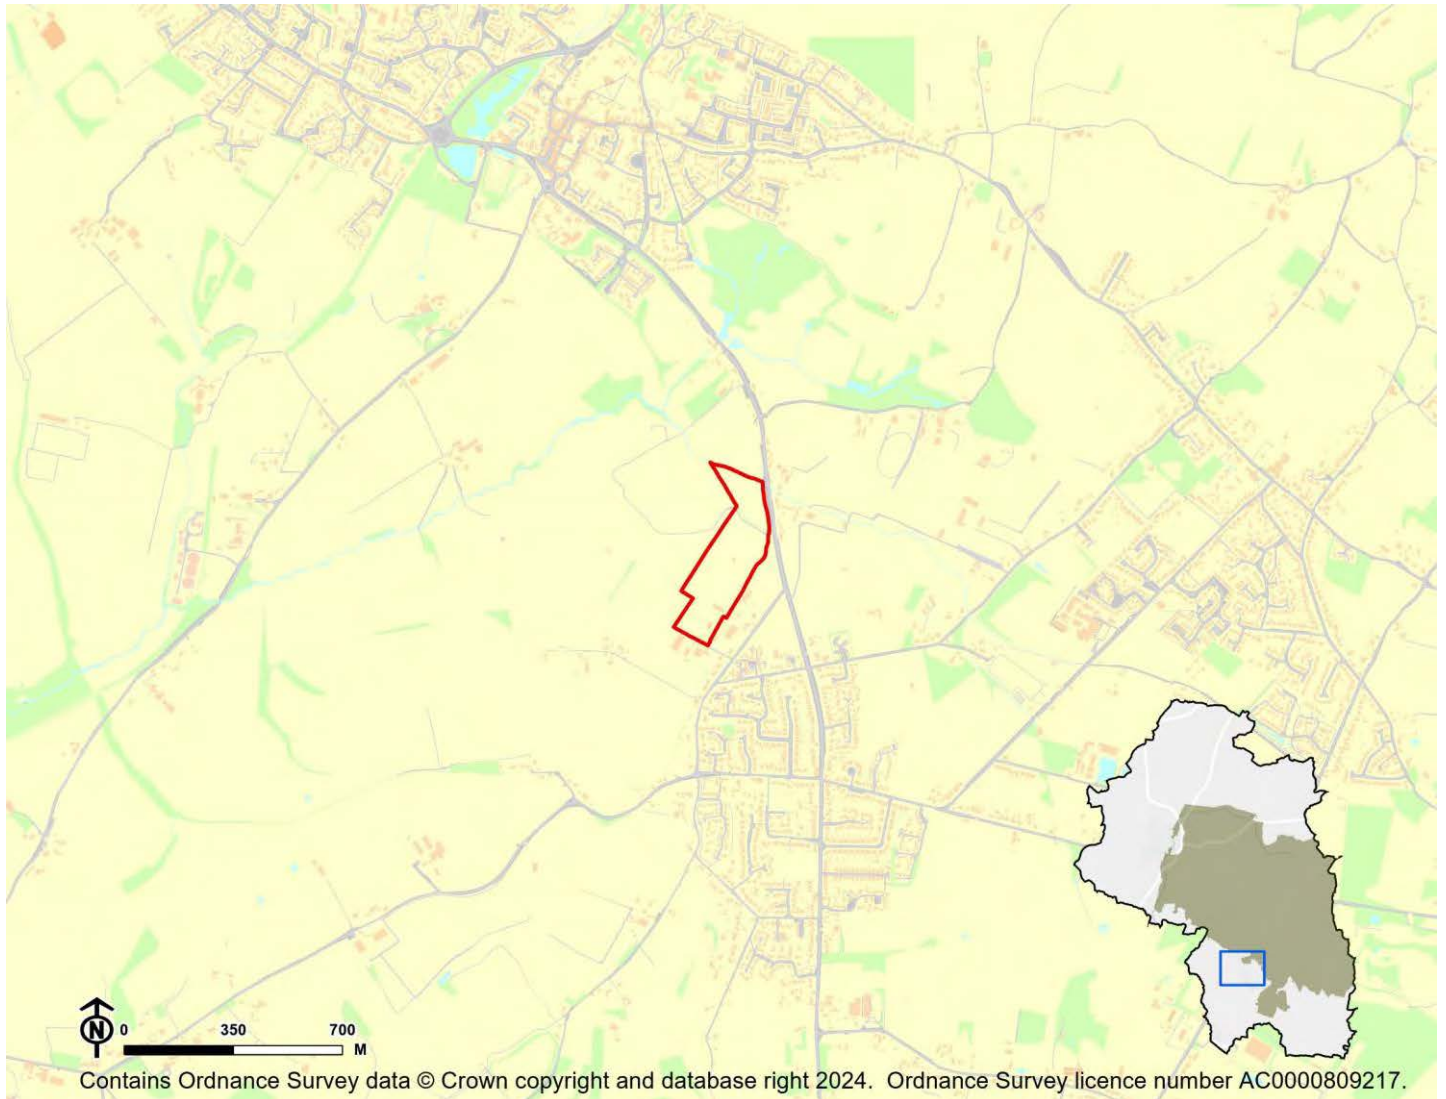 N
0 350 700
M
Contains Ordnance Survey data © Crown copyright and database right 2024. Ordnance Survey licence number AC0000809217.